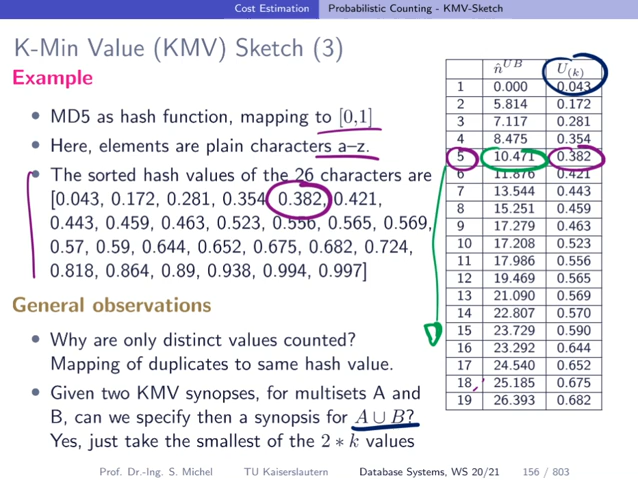 Cost Estimation Probabilistic Counting - KMV-Sketch
K-Min Value (KMV) Sketch (3)
Example
• MD5 as hash function, mapping to [0,1]
• Here, elements are plain characters a–z.
• The sorted hash values of the 26 characters are
[0.043, 0.172, 0.281, 0.354, 0.382, 0.421,
0.443, 0.459, 0.463, 0.523, 0.556, 0.565, 0.569,
0.57, 0.59, 0.644, 0.652, 0.675, 0.682, 0.724,
0.818, 0.864, 0.89, 0.938, 0.994, 0.997]
General observations
• Why are only distinct values counted?
Mapping of duplicates to same hash value.
• Given two KMV synopses, for multisets A and
B, can we specify then a synopsis for A ∪ B?
Yes, just take the smallest of the 2 ∗ k values
n̂^UB U(k)
1 0.000 0.043
2 5.814 0.172
3 7.117 0.281
4 8.475 0.354
5 10.471 0.382
6 11.876 0.421
7 13.544 0.443
8 15.251 0.459
9 17.279 0.463
10 17.208 0.523
11 17.986 0.556
12 19.469 0.565
13 21.090 0.569
14 22.807 0.570
15 23.729 0.590
16 23.292 0.644
17 24.540 0.652
18 25.185 0.675
19 26.393 0.682
Prof. Dr.-Ing. S. Michel TU Kaiserslautern Database Systems, WS 20/21 156 / 803